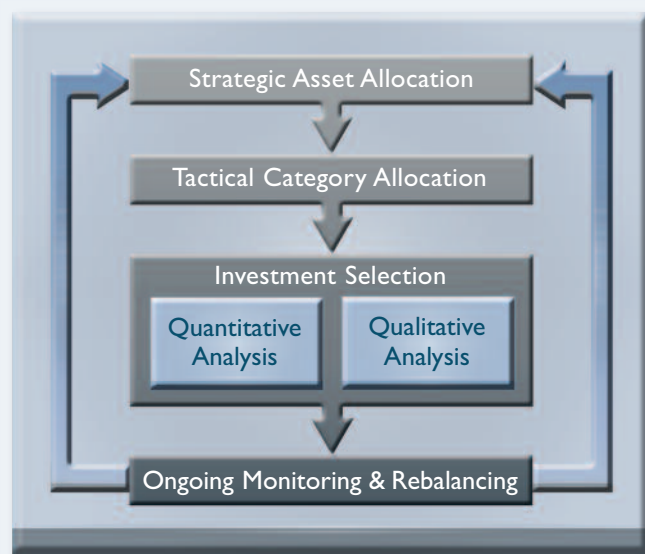 Strategic Asset Allocation
Tactical Category Allocation
Investment Selection
Quantitative
Analysis
Qualitative
Analysis
Ongoing Monitoring & Rebalancing